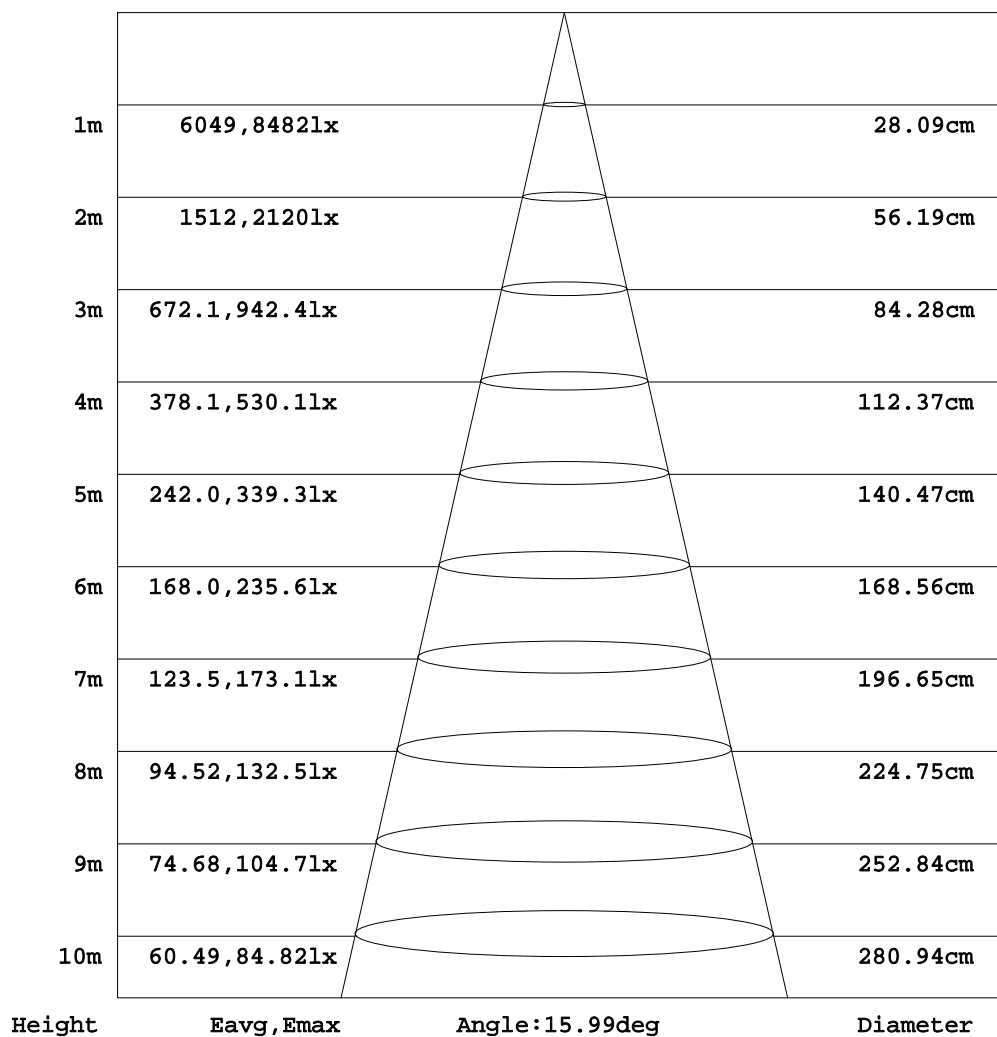 1m 6049,8482lx 28.09cm
2m 1512,2120lx 56.19cm
3m 672.1,942.4lx 84.28cm
4m 378.1,530.1lx 112.37cm
5m 242.0,339.3lx 140.47cm
6m 168.0,235.6lx 168.56cm
7m 123.5,173.1lx 196.65cm
8m 94.52,132.5lx 224.75cm
9m 74.68,104.7lx 252.84cm
10m 60.49,84.82lx 280.94cm
Height Eavg,Emax Angle:15.99deg Diameter